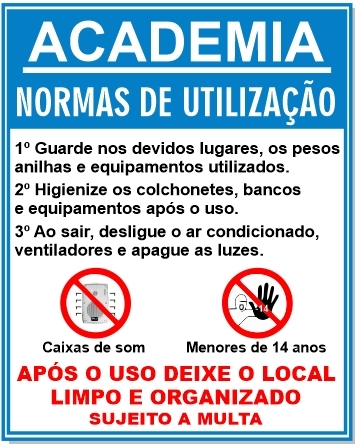 ACADEMIA
NORMAS DE UTILIZAÇÃO
1º Guarde nos devidos lugares, os pesos
anilhas e equipamentos utilizados.
2º Higienize os colchonetes, bancos
e equipamentos após o uso.
3º Ao sair, desligue o ar condicionado,
ventiladores e apague as luzes.
Caixas de som
14
Menores de 14 anos
APÓS O USO DEIXE O LOCAL
LIMPO E ORGANIZADO
SUJEITO A MULTA